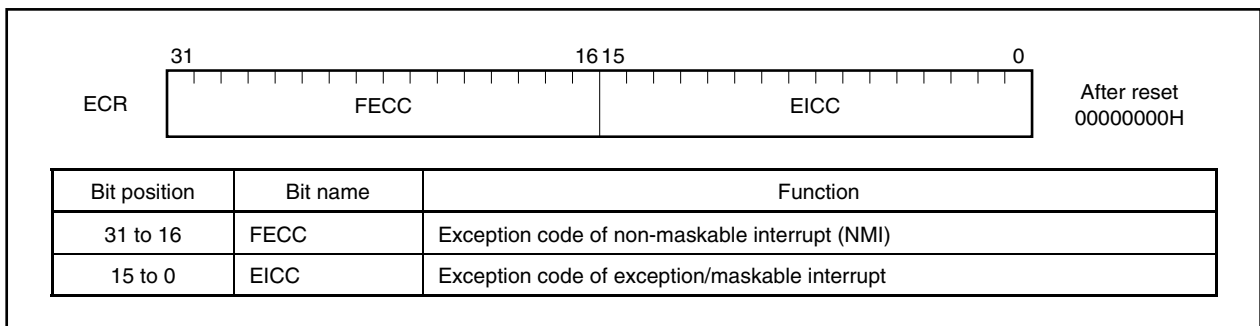 31 16 15 0
ECR FECC EICC After reset
00000000H
Bit position Bit name Function
31 to 16 FECC Exception code of non-maskable interrupt (NMI)
15 to 0 EICC Exception code of exception/maskable interrupt